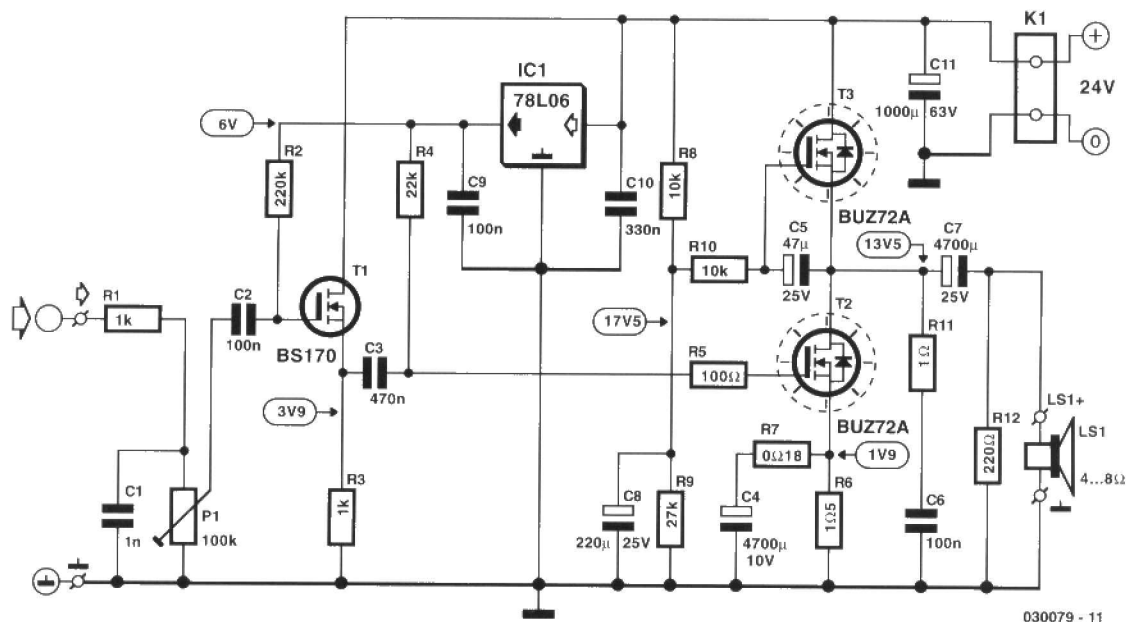 K1
24V
0
C11
1000μ
63V
IC1
78L06
T3
6V
R2
220k
R4
22k
C9
100n
C10
330n
R8
10k
BUZ72A
R10
10k
C5
47μ
25V
13V5
C7
4700μ
25V
R1
1k
C2
100n
T1
BS170
C3
470n
17V5
R5
100Ω
T2
R11
1Ω
3V9
BUZ72A
R7
0Ω18
1V9
R12
220Ω
LS1+
LS1
4...8Ω
C1
1n
P1
100k
R3
1k
C8
220μ
25V
R9
27k
C4
4700μ
10V
R6
1Ω5
C6
100n
030079 - 11